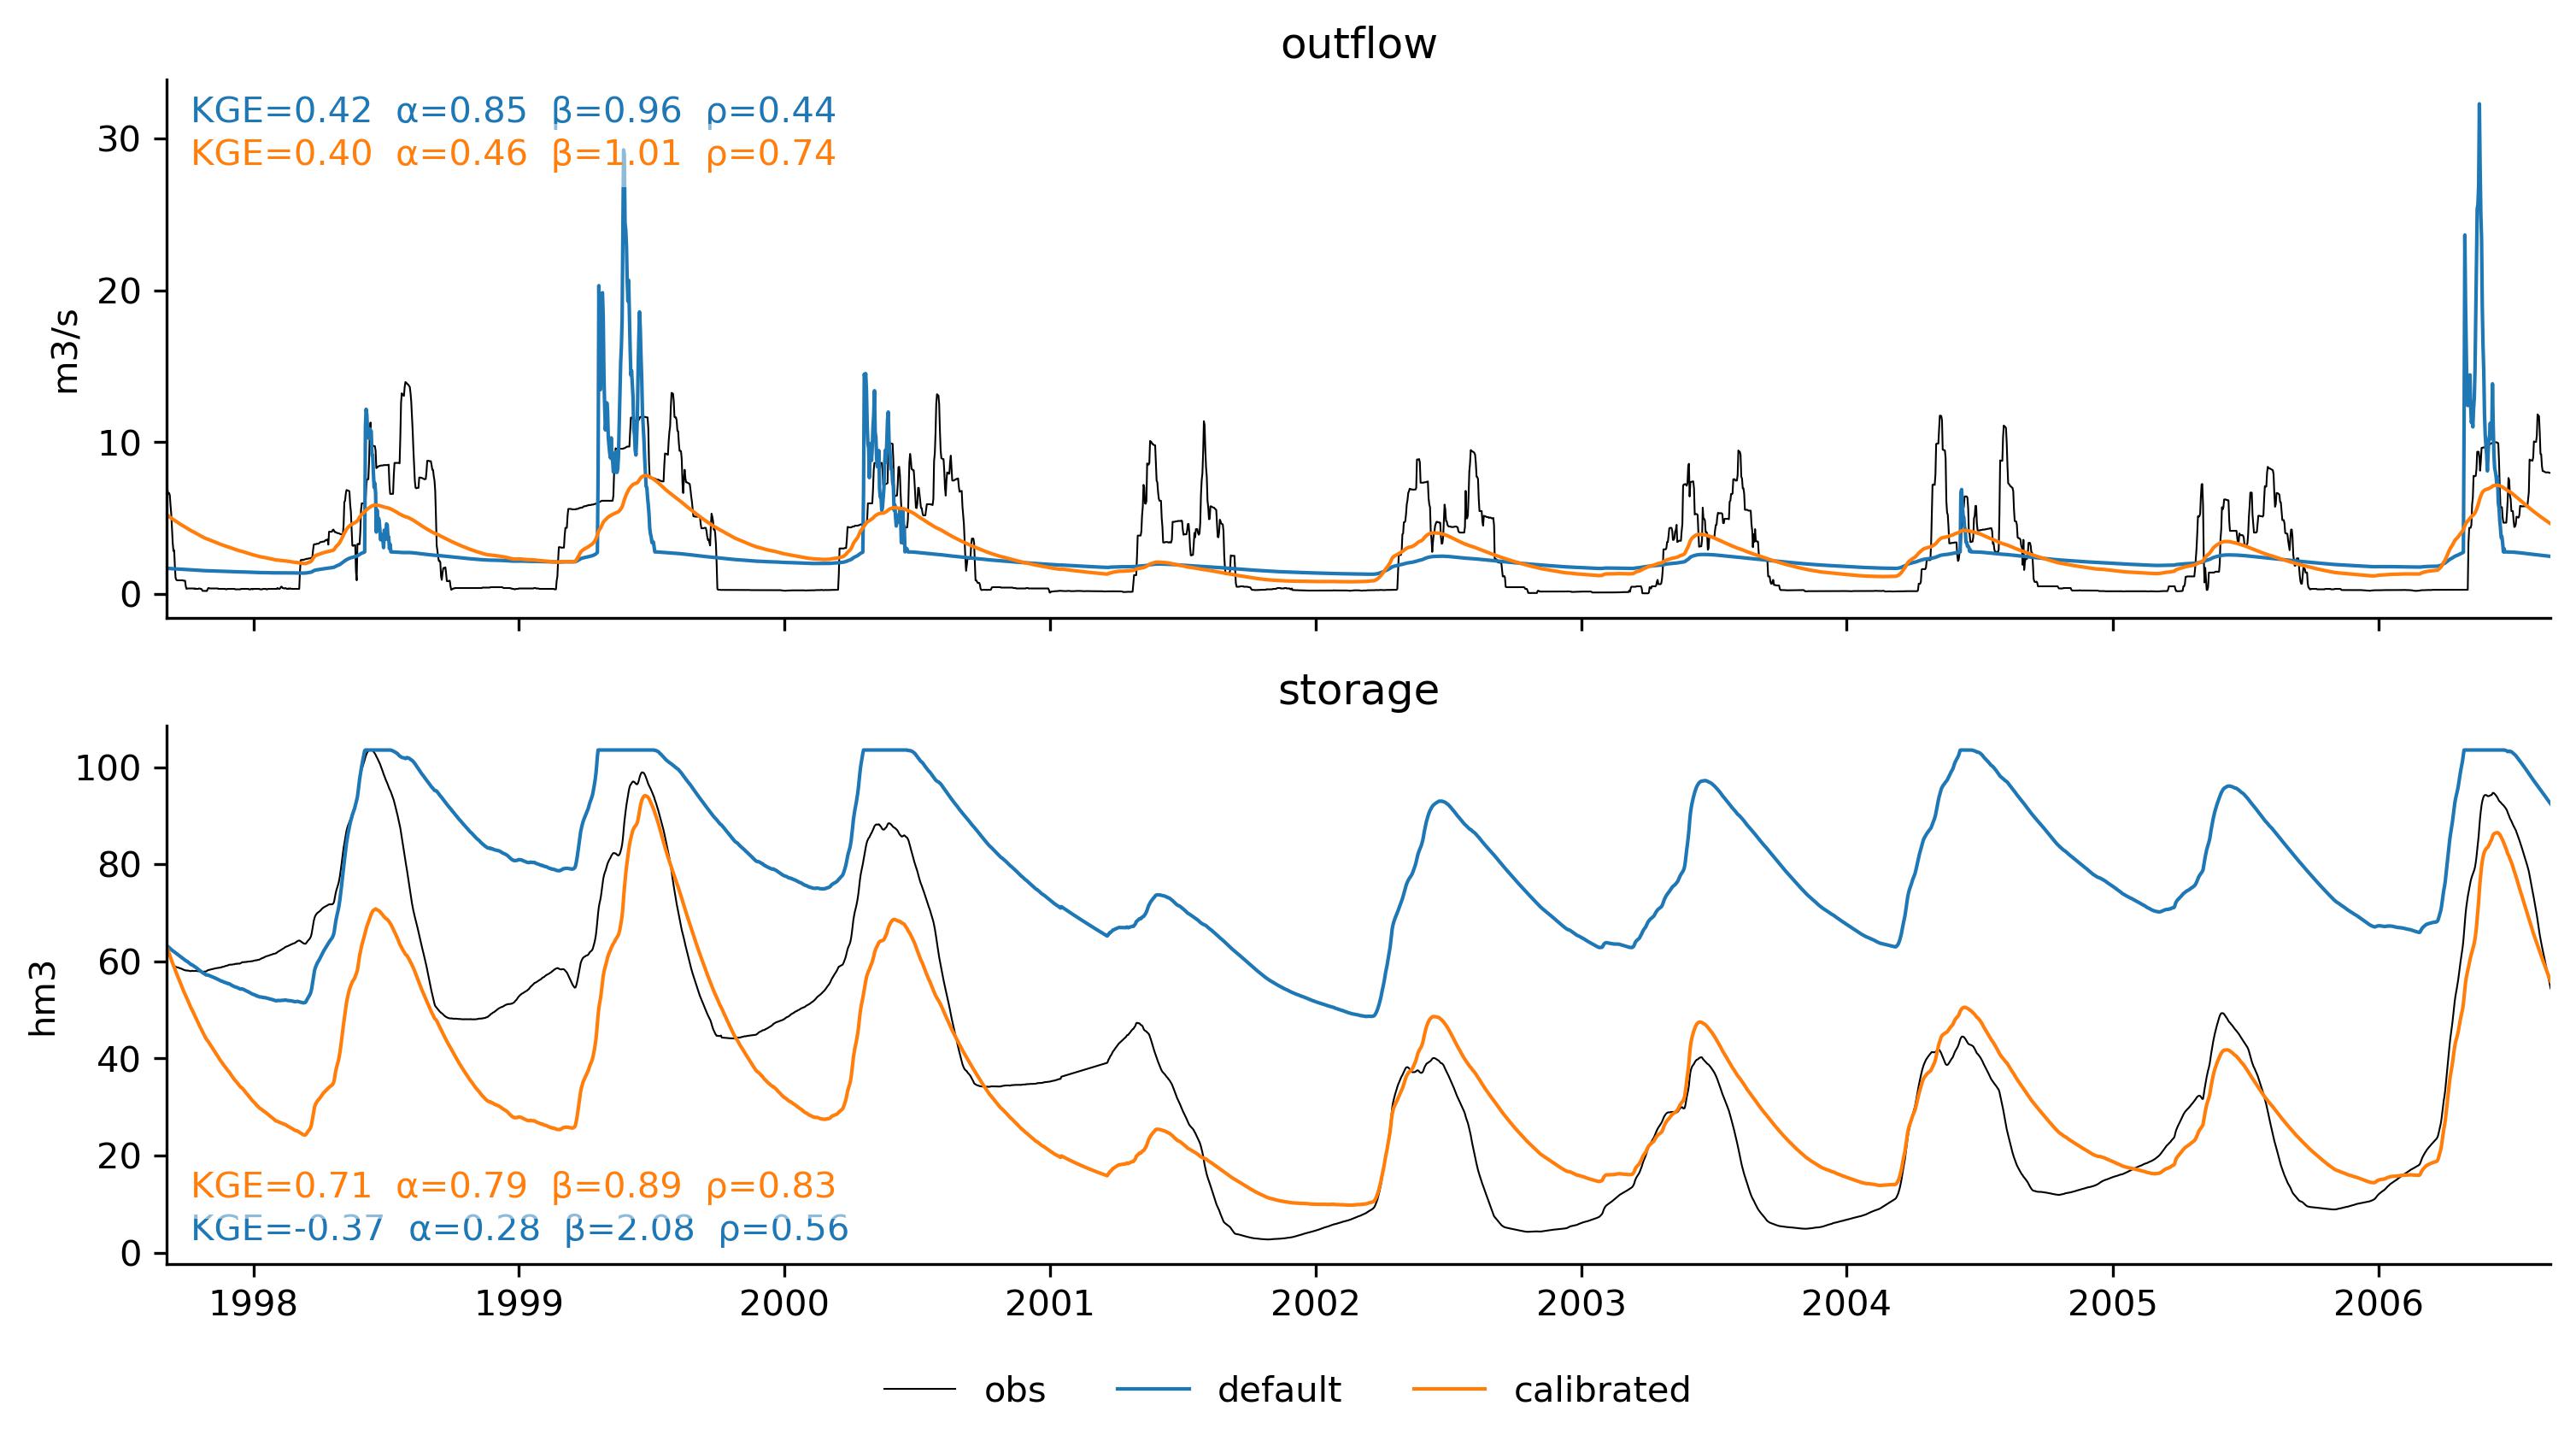 outflow
KGE=0.42 α=0.85 β=0.96 ρ=0.44
KGE=0.40 α=0.46 β=1.01 ρ=0.74
30
20
10
0
m3/s
storage
100
80
60
40
20
0
hm3
KGE=0.71 α=0.79 β=0.89 ρ=0.83
KGE=-0.37 α=0.28 β=2.08 ρ=0.56
1998 1999 2000 2001 2002 2003 2004 2005 2006
obs default calibrated